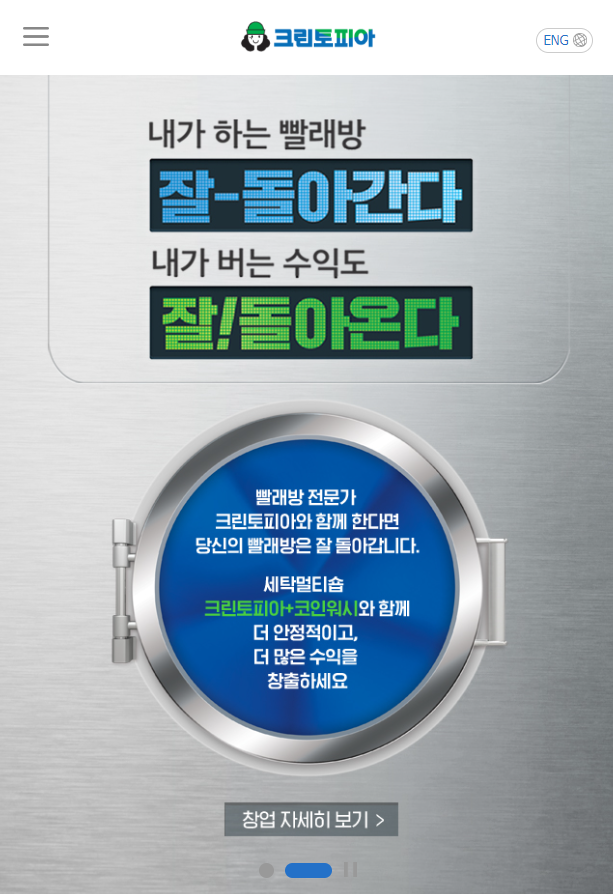 크린토피아
ENG
내가 하는 빨래방
잘-돌아간다
내가 버는 수익도
잘!돌아온다
빨래방 전문가
크린토피아와 함께 한다면
당신의 빨래방은 잘 돌아갑니다.
세탁멀티숍
크린토피아+코인워시와 함께
더 안정적이고,
더 많은 수익을
창출하세요
창업 자세히 보기 >